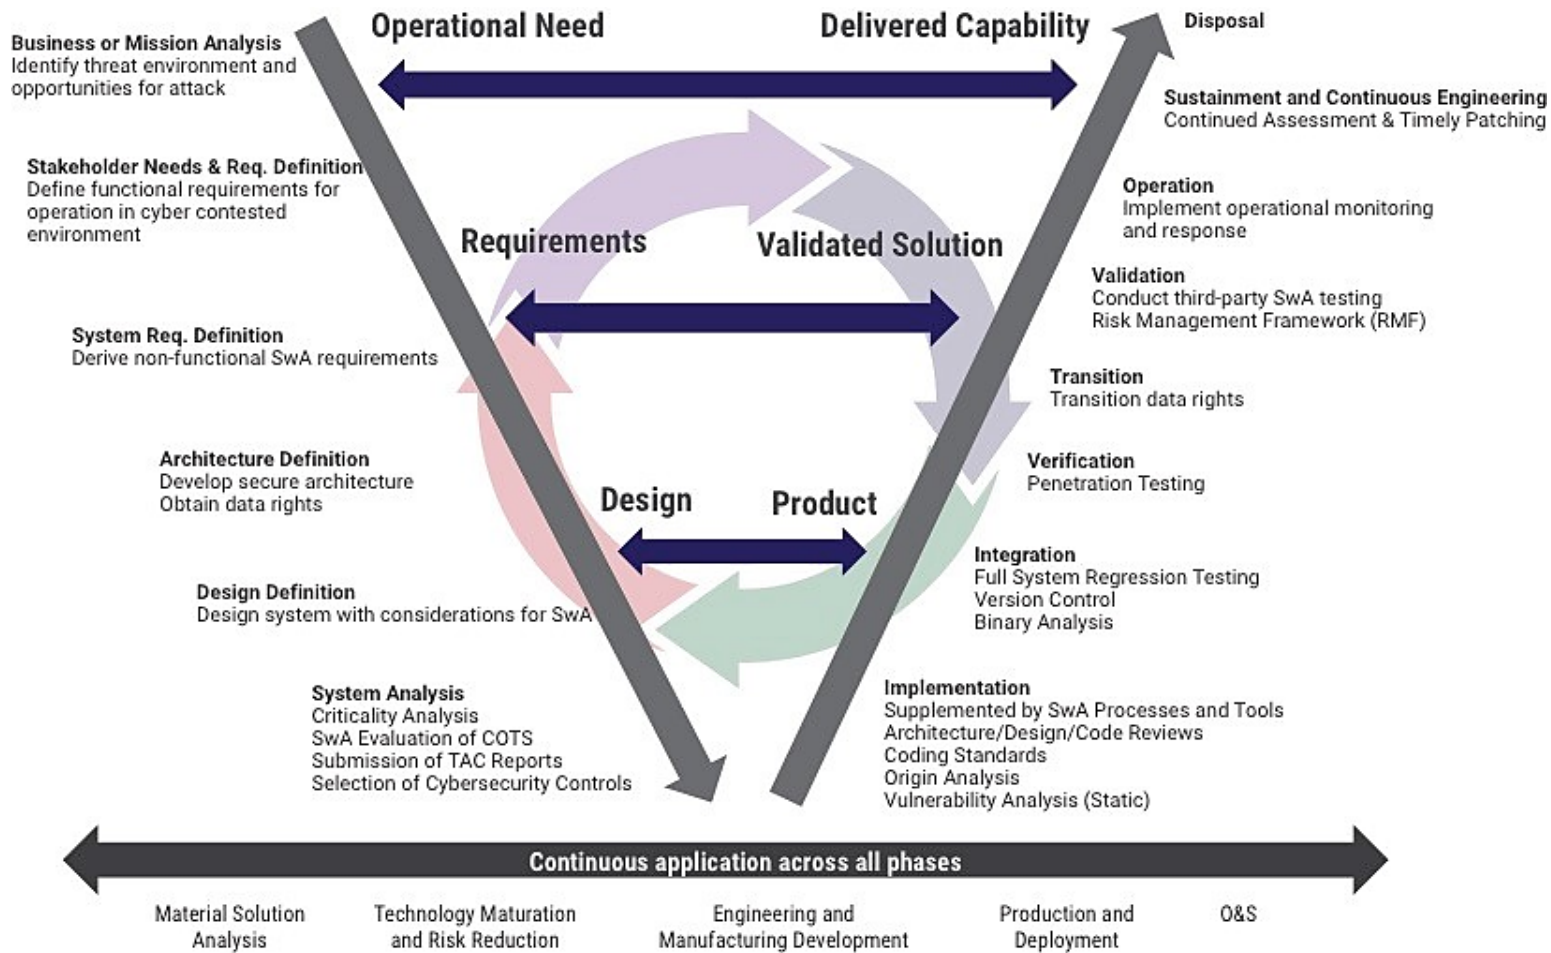 Operational Need
Delivered Capability
Disposal
Business or Mission Analysis
Identify threat environment and
opportunities for attack
Sustainment and Continuous Engineering
Continued Assessment & Timely Patching
Stakeholder Needs & Req. Definition
Define functional requirements for
operation in cyber contested
environment
Operation
Implement operational monitoring
and response
Requirements
Validated Solution
Validation
Conduct third-party SwA testing
Risk Management Framework (RMF)
System Req. Definition
Derive non-functional SwA requirements
Transition
Transition data rights
Architecture Definition
Develop secure architecture
Obtain data rights
Verification
Penetration Testing
Design
Product
Integration
Full System Regression Testing
Version Control
Binary Analysis
Design Definition
Design system with considerations for SwA
System Analysis
Criticality Analysis
SwA Evaluation of COTS
Submission of TAC Reports
Selection of Cybersecurity Controls
Implementation
Supplemented by SwA Processes and Tools
Architecture/Design/Code Reviews
Coding Standards
Origin Analysis
Vulnerability Analysis (Static)
Continuous application across all phases
Material Solution
Analysis
Technology Maturation
and Risk Reduction
Engineering and
Manufacturing Development
Production and
Deployment
O&S